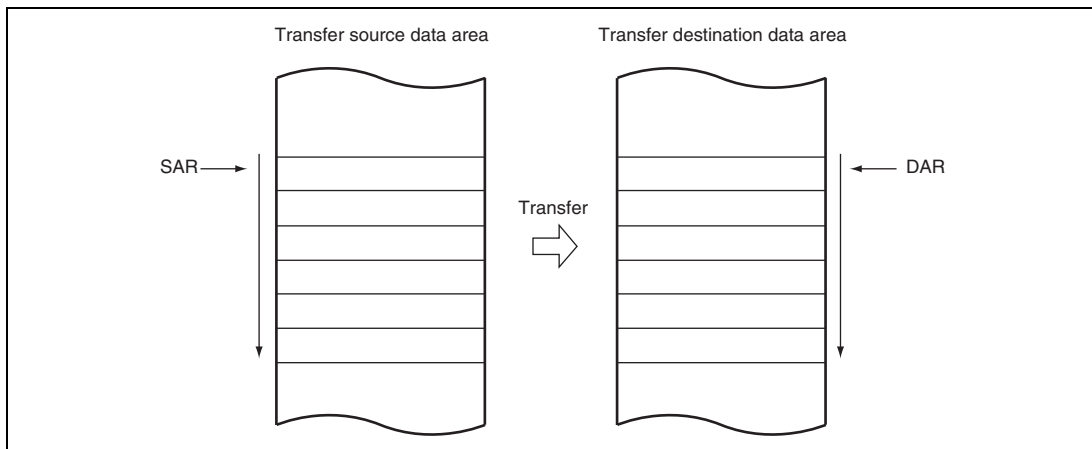 Transfer source data area
Transfer destination data area
SAR
Transfer
DAR